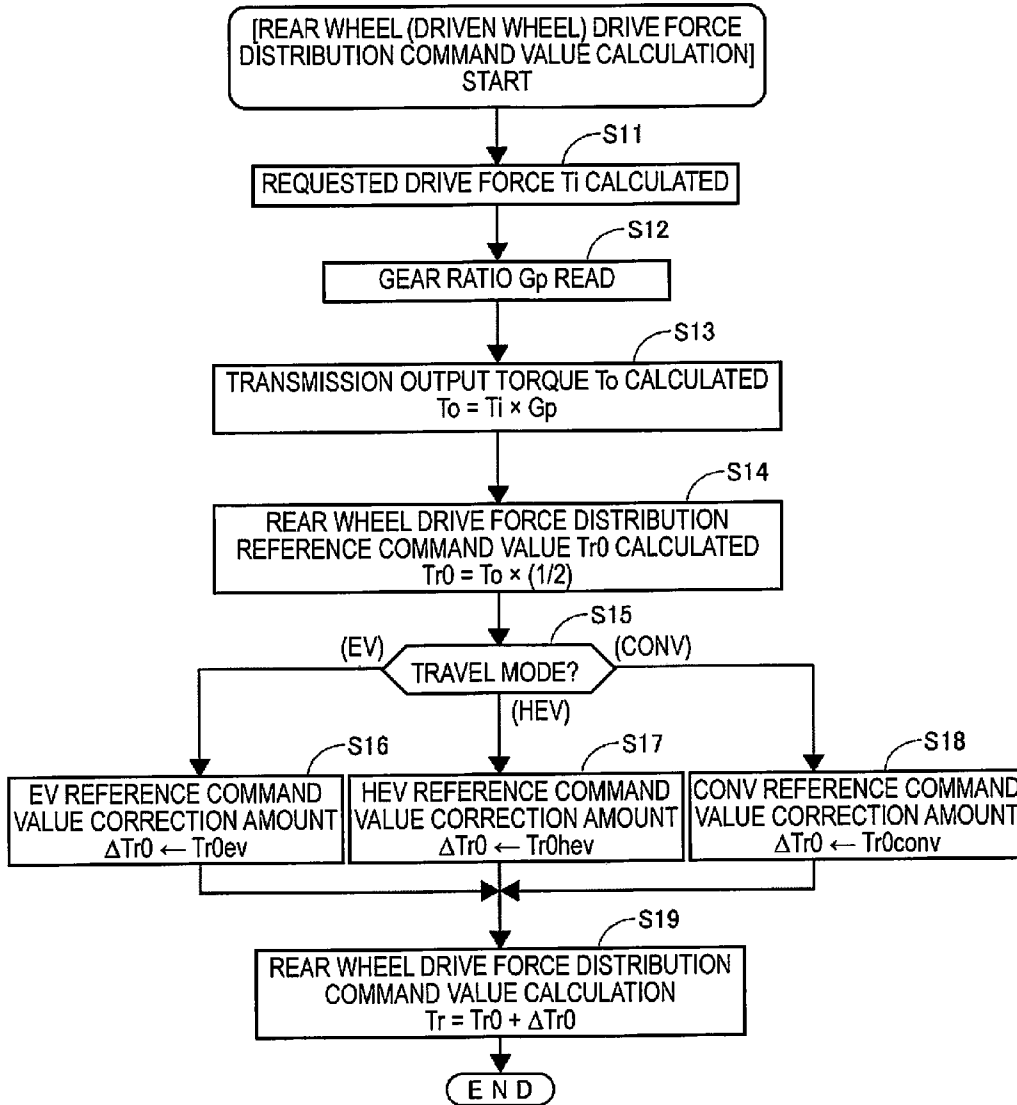 [REAR WHEEL (DRIVEN WHEEL) DRIVE FORCE
DISTRIBUTION COMMAND VALUE CALCULATION]
START
S11
REQUESTED DRIVE FORCE Ti CALCULATED
S12
GEAR RATIO Gp READ
S13
TRANSMISSION OUTPUT TORQUE To CALCULATED
To = Ti × Gp
S14
REAR WHEEL DRIVE FORCE DISTRIBUTION
REFERENCE COMMAND VALUE Tr0 CALCULATED
Tr0 = To × (1/2)
S15
(EV)
TRAVEL MODE?
(CONV)
(HEV)
S16
EV REFERENCE COMMAND
VALUE CORRECTION AMOUNT
ΔTr0 ← Tr0ev
S17
HEV REFERENCE COMMAND
VALUE CORRECTION AMOUNT
ΔTr0 ← Tr0hev
S18
CONV REFERENCE COMMAND
VALUE CORRECTION AMOUNT
ΔTr0 ← Tr0conv
S19
REAR WHEEL DRIVE FORCE DISTRIBUTION
COMMAND VALUE CALCULATION
Tr = Tr0 + ΔTr0
END